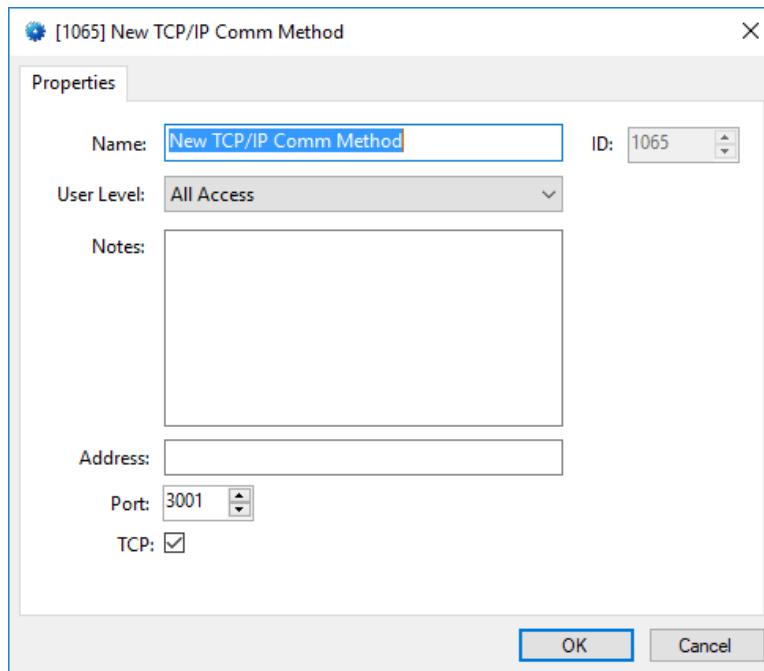 [1065] New TCP/IP Comm Method
Properties
Name: New TCP/IP Comm Method ID: 1065
User Level: All Access
Notes:
Address:
Port: 3001
TCP:
OK Cancel